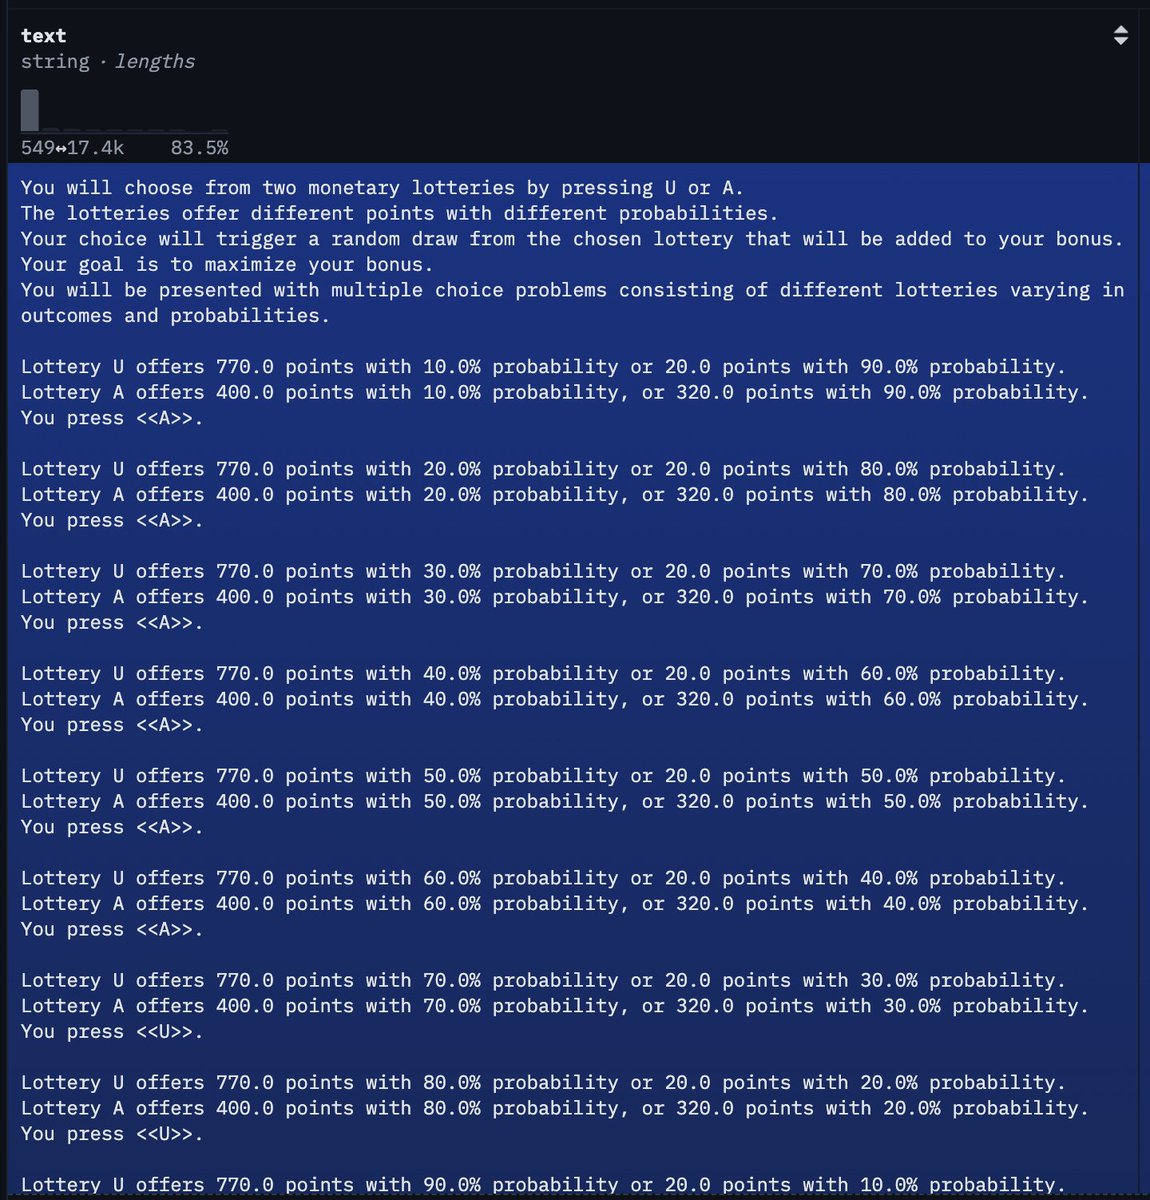 text
string · lengths
549↔17.4k 83.5%
You will choose from two monetary lotteries by pressing U or A.
The lotteries offer different points with different probabilities.
Your choice will trigger a random draw from the chosen lottery that will be added to your bonus.
Your goal is to maximize your bonus.
You will be presented with multiple choice problems consisting of different lotteries varying in
outcomes and probabilities.
Lottery U offers 770.0 points with 10.0% probability or 20.0 points with 90.0% probability.
Lottery A offers 400.0 points with 10.0% probability, or 320.0 points with 90.0% probability.
You press <<A>>.
Lottery U offers 770.0 points with 20.0% probability or 20.0 points with 80.0% probability.
Lottery A offers 400.0 points with 20.0% probability, or 320.0 points with 80.0% probability.
You press <<A>>.
Lottery U offers 770.0 points with 30.0% probability or 20.0 points with 70.0% probability.
Lottery A offers 400.0 points with 30.0% probability, or 320.0 points with 70.0% probability.
You press <<A>>.
Lottery U offers 770.0 points with 40.0% probability or 20.0 points with 60.0% probability.
Lottery A offers 400.0 points with 40.0% probability, or 320.0 points with 60.0% probability.
You press <<A>>.
Lottery U offers 770.0 points with 50.0% probability or 20.0 points with 50.0% probability.
Lottery A offers 400.0 points with 50.0% probability, or 320.0 points with 50.0% probability.
You press <<A>>.
Lottery U offers 770.0 points with 60.0% probability or 20.0 points with 40.0% probability.
Lottery A offers 400.0 points with 60.0% probability, or 320.0 points with 40.0% probability.
You press <<A>>.
Lottery U offers 770.0 points with 70.0% probability or 20.0 points with 30.0% probability.
Lottery A offers 400.0 points with 70.0% probability, or 320.0 points with 30.0% probability.
You press <<U>>.
Lottery U offers 770.0 points with 80.0% probability or 20.0 points with 20.0% probability.
Lottery A offers 400.0 points with 80.0% probability, or 320.0 points with 20.0% probability.
You press <<U>>.
Lottery U offers 770.0 points with 90.0% probability or 20.0 points with 10.0% probability.